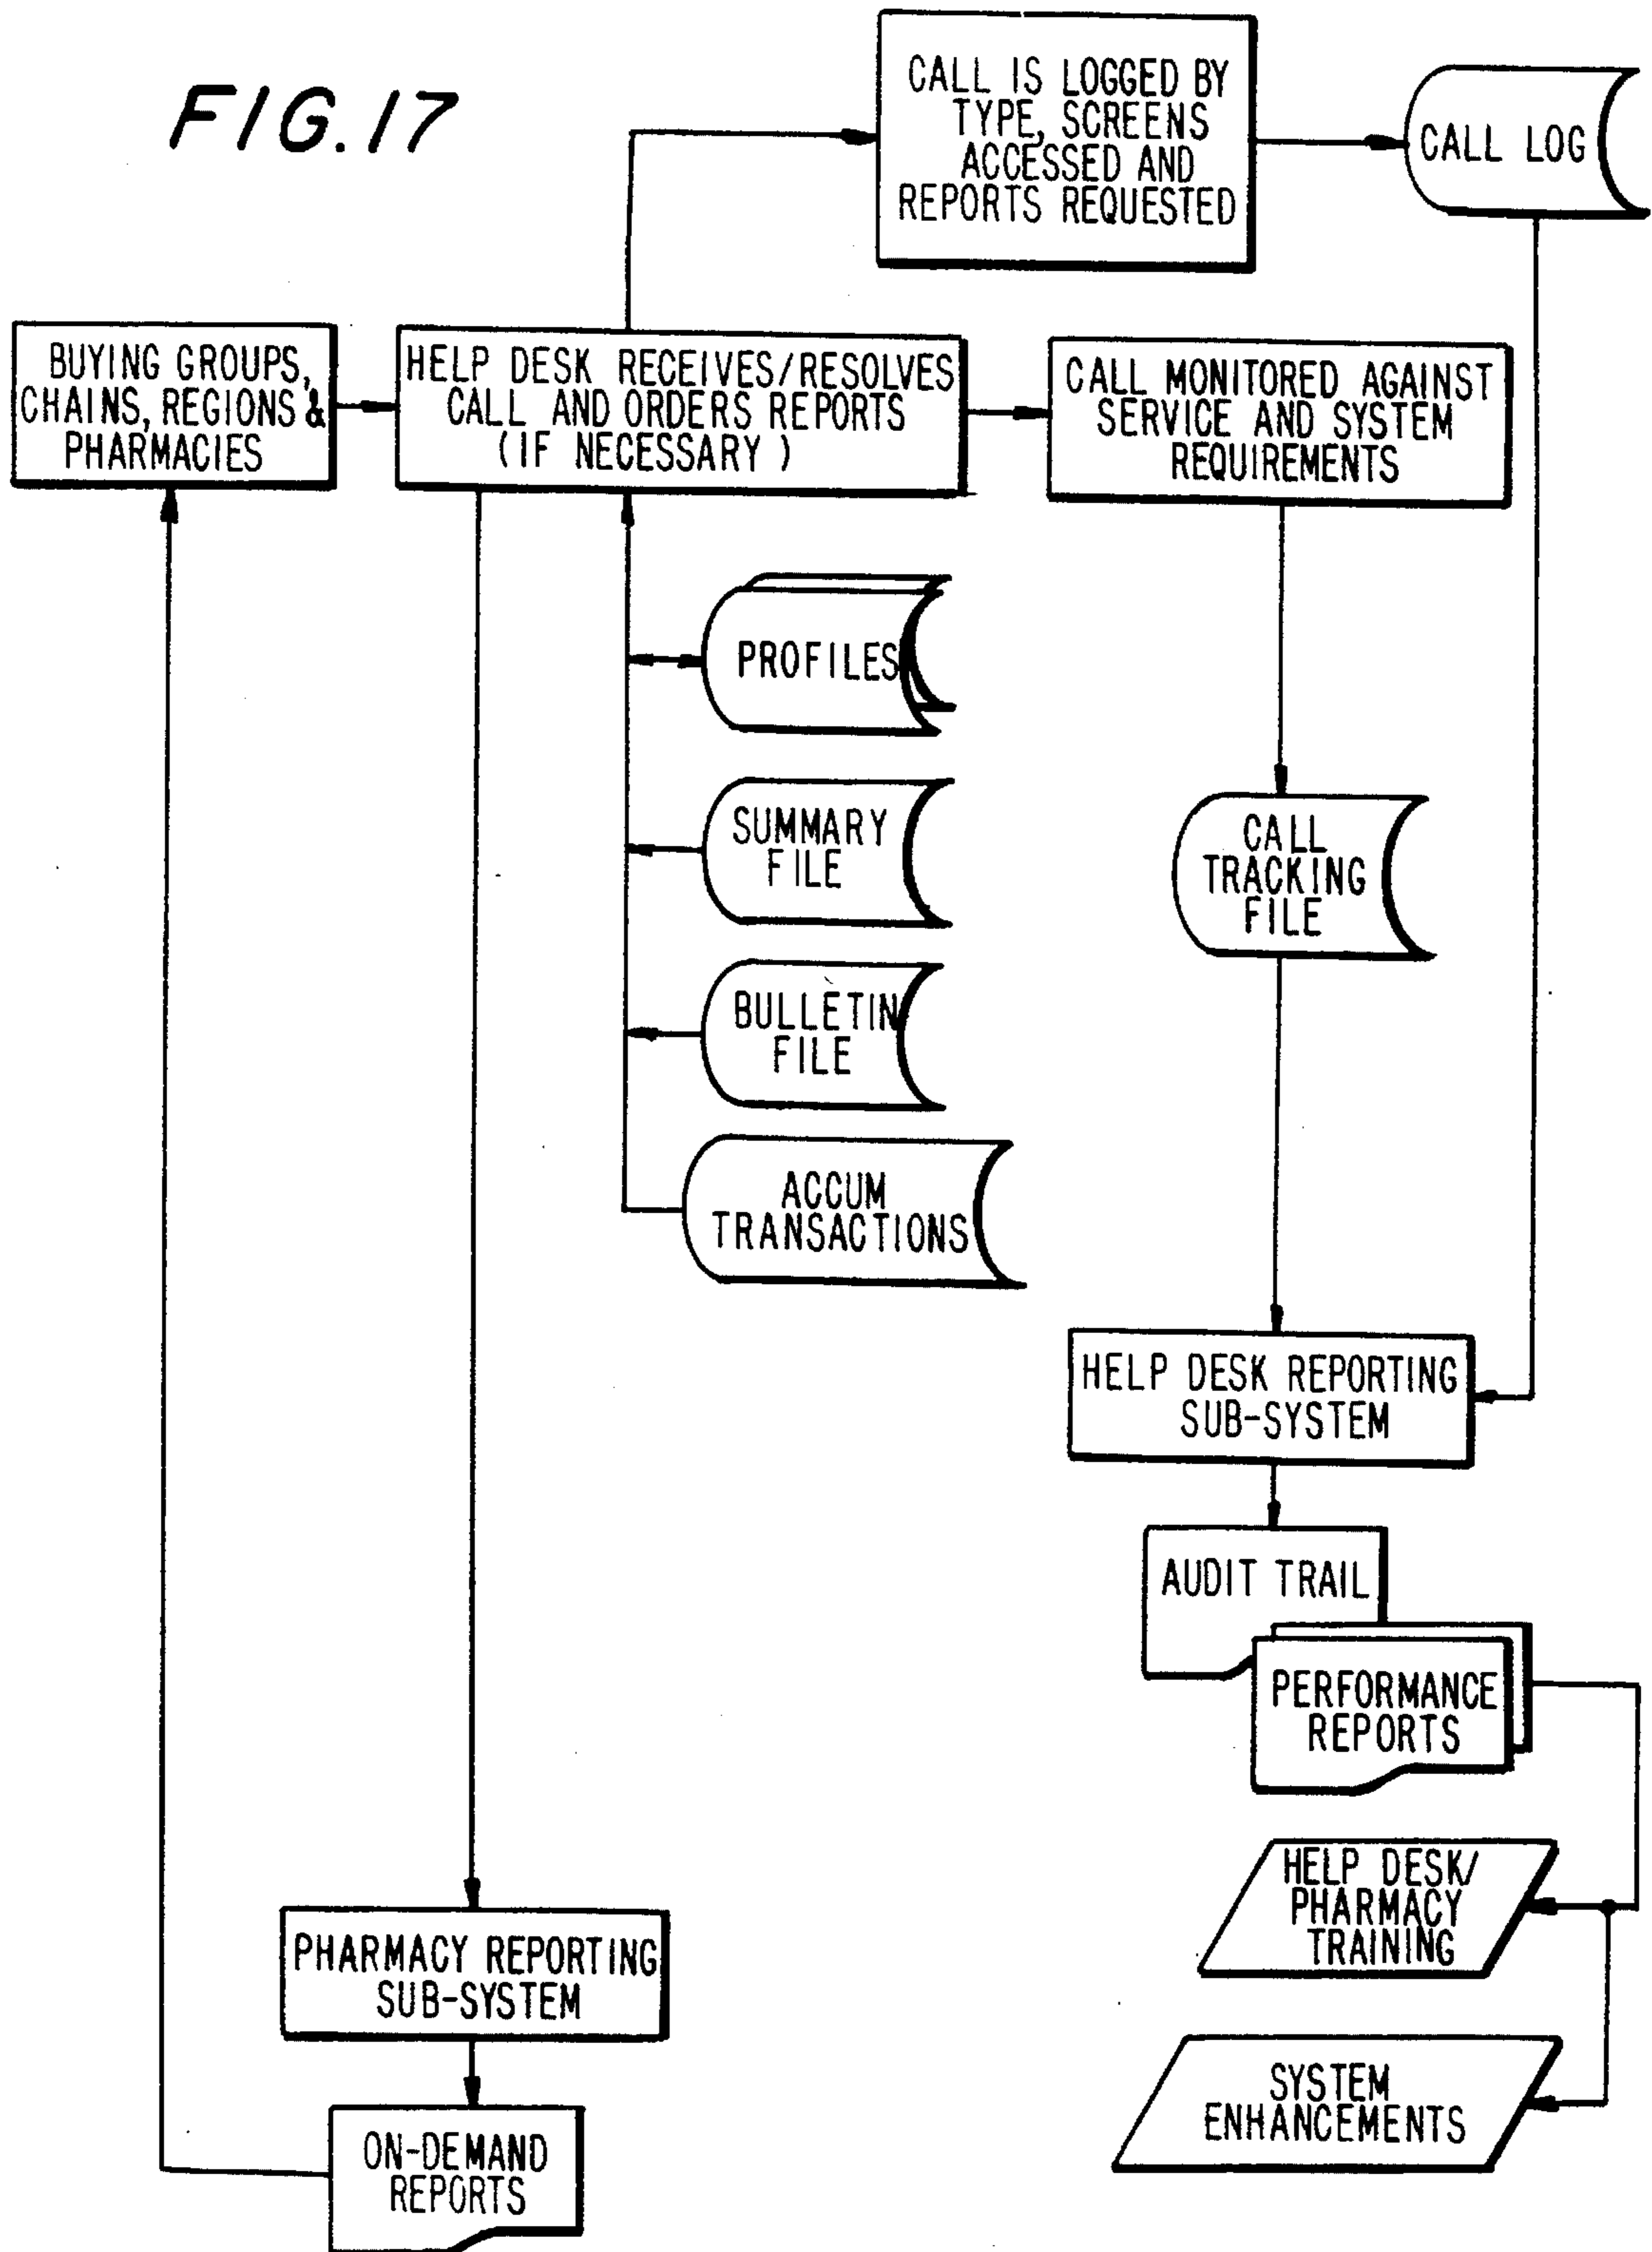 FIG.17
CALL IS LOGGED BY
TYPE, SCREENS
ACCESSED AND
REPORTS REQUESTED
CALL LOG
BUYING GROUPS,
CHAINS, REGIONS &
PHARMACIES
HELP DESK RECEIVES/RESOLVES
CALL AND ORDERS REPORTS
(IF NECESSARY)
CALL MONITORED AGAINST
SERVICE AND SYSTEM
REQUIREMENTS
PROFILES
SUMMARY
FILE
BULLETIN
FILE
ACCUM
TRANSACTIONS
CALL
TRACKING
FILE
HELP DESK REPORTING
SUB-SYSTEM
AUDIT TRAIL
PERFORMANCE
REPORTS
HELP DESK/
PHARMACY
TRAINING
SYSTEM
ENHANCEMENTS
PHARMACY REPORTING
SUB-SYSTEM
ON-DEMAND
REPORTS